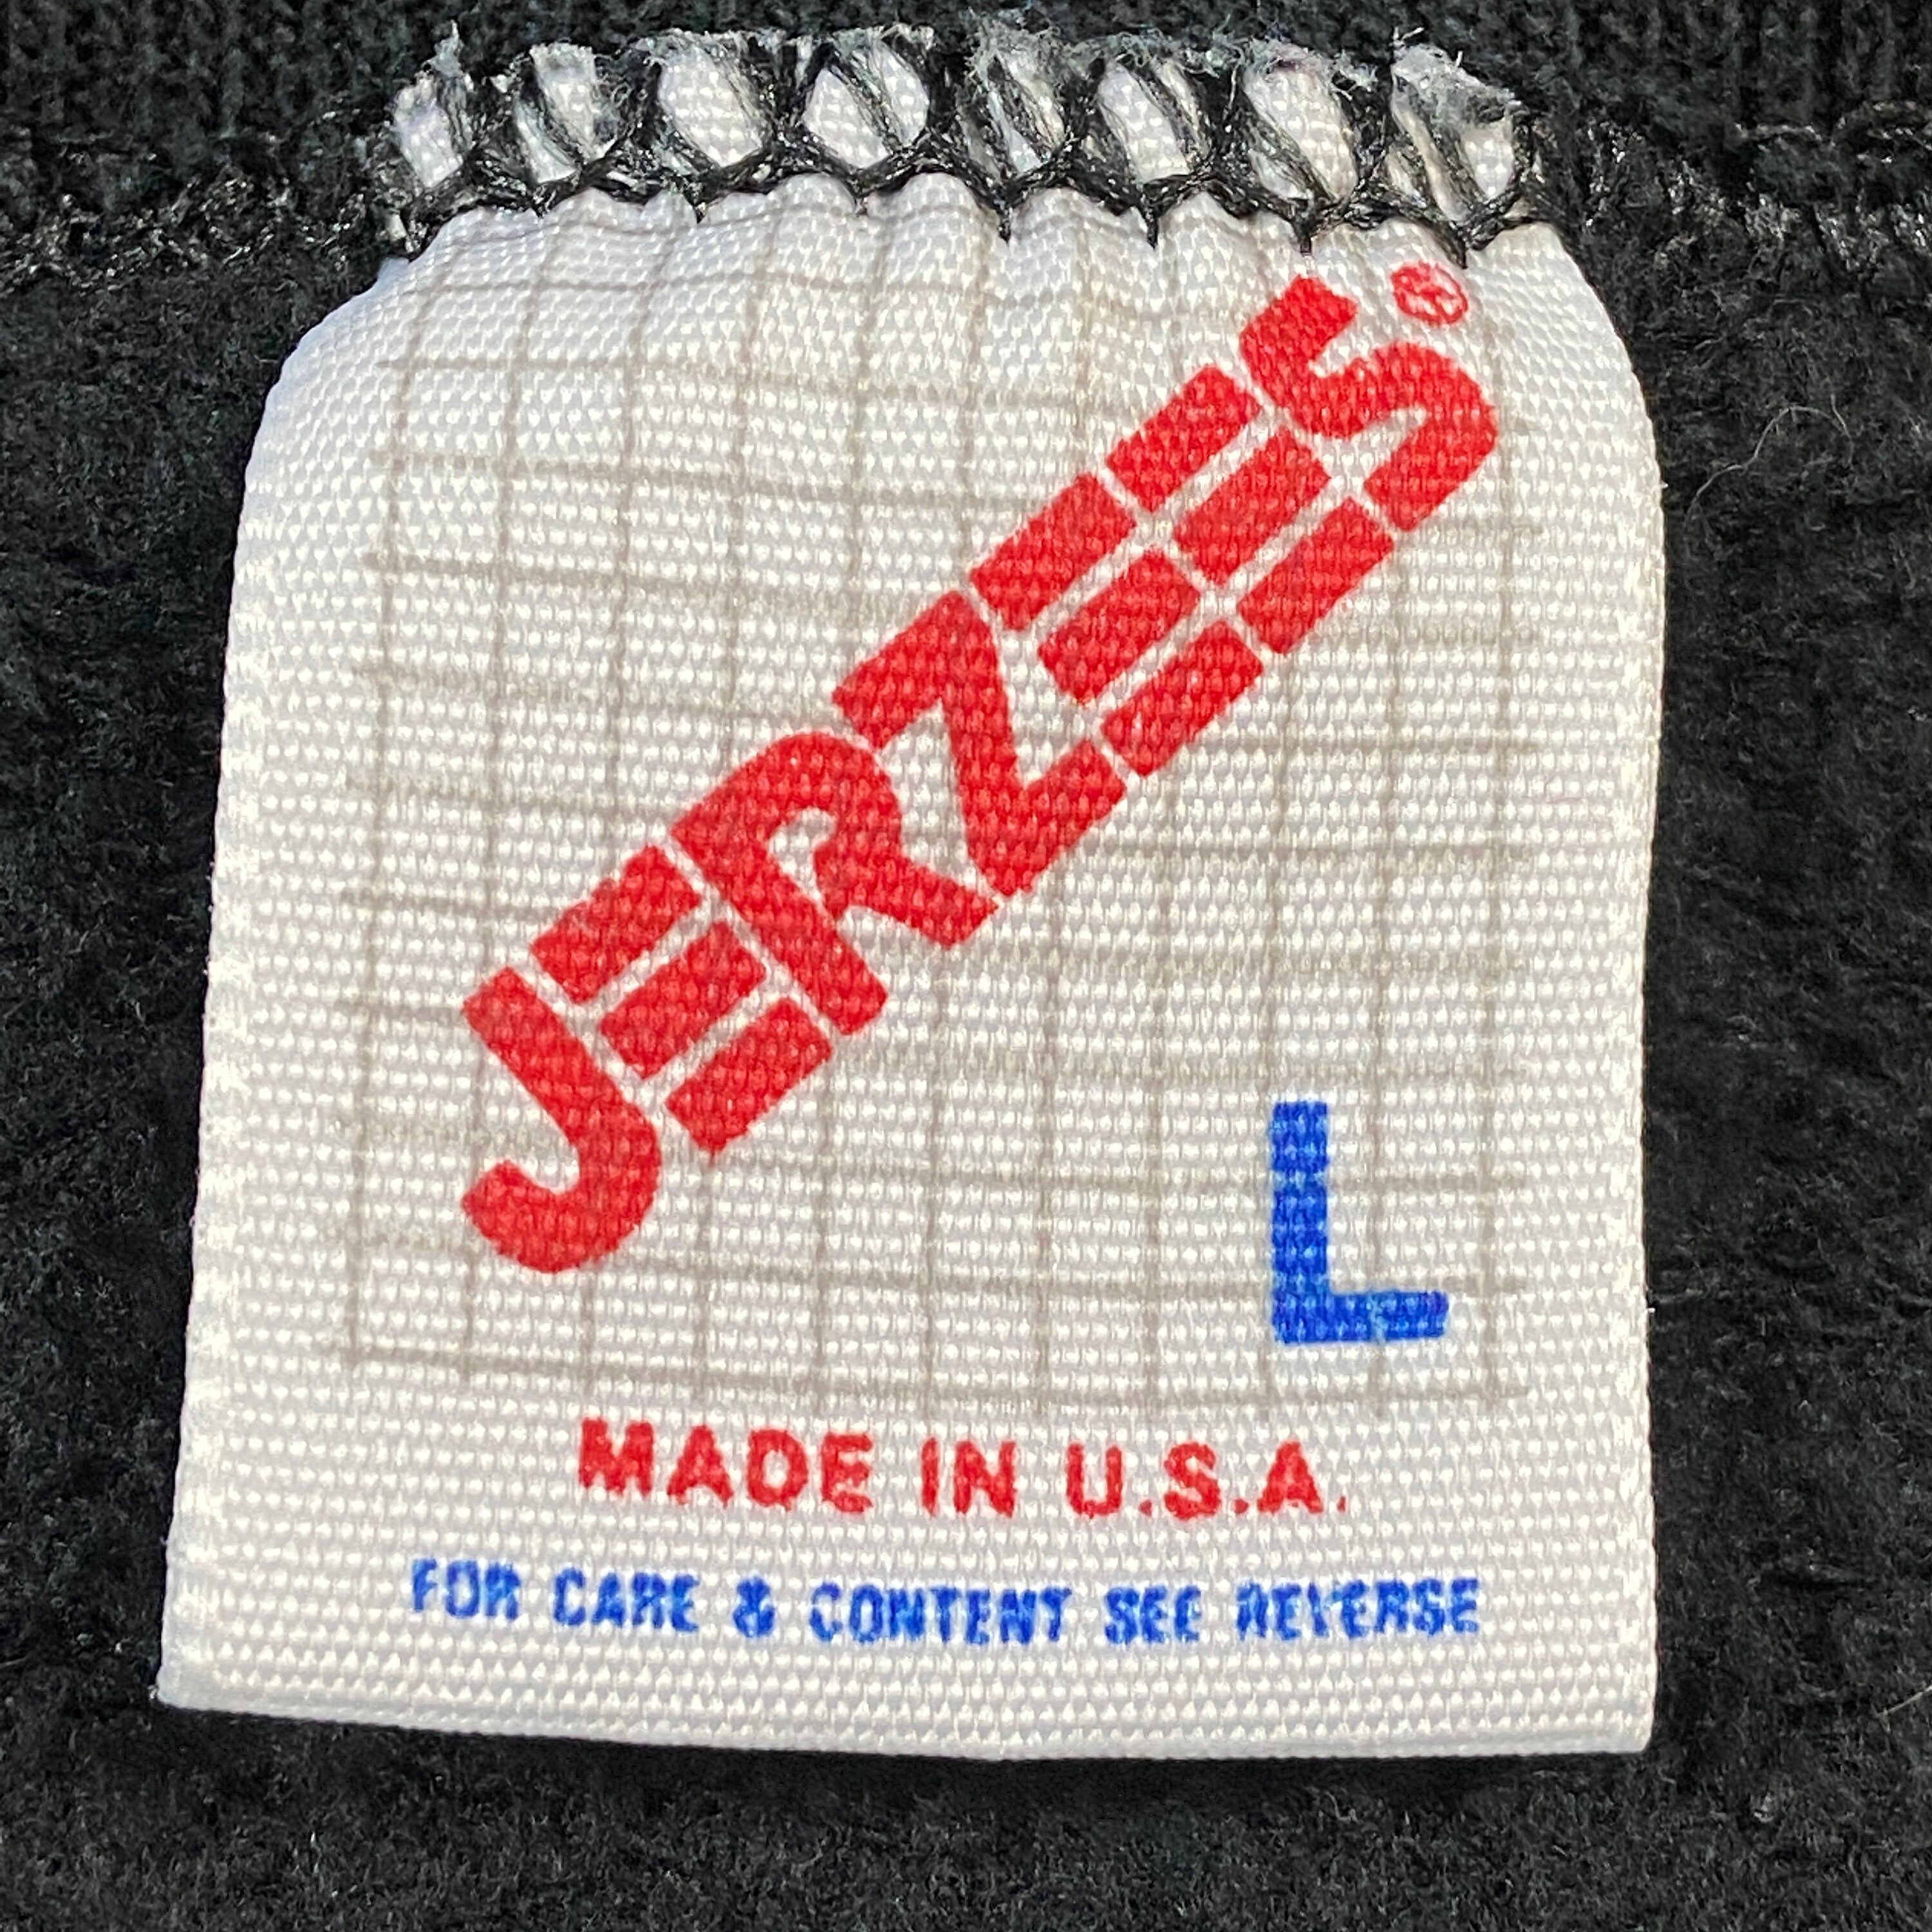 JERZEES®
L
MADE IN U.S.A.
FOR CARE & CONTENT SEE REVERSE